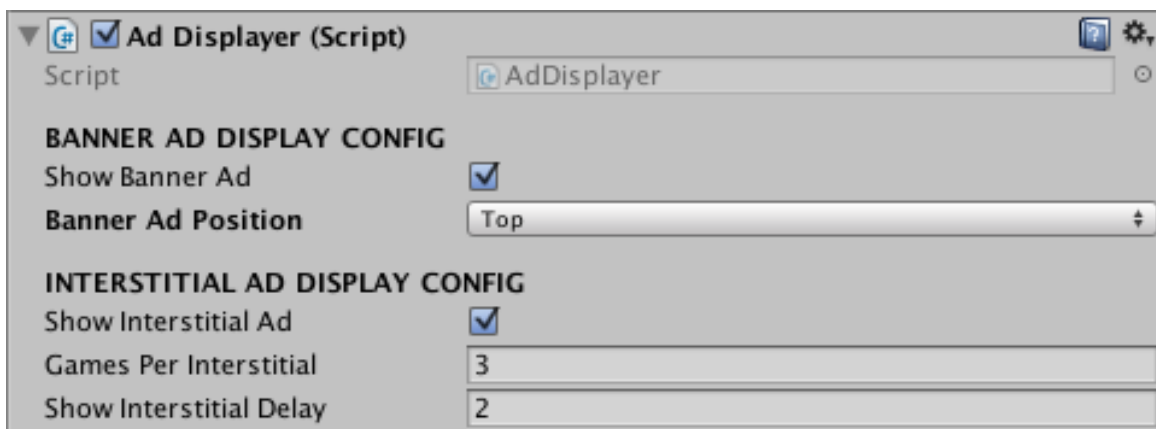 Ad Displayer (Script)
Script AdDisplayer
BANNER AD DISPLAY CONFIG
Show Banner Ad
Banner Ad Position Top
INTERSTITIAL AD DISPLAY CONFIG
Show Interstitial Ad
Games Per Interstitial 3
Show Interstitial Delay 2